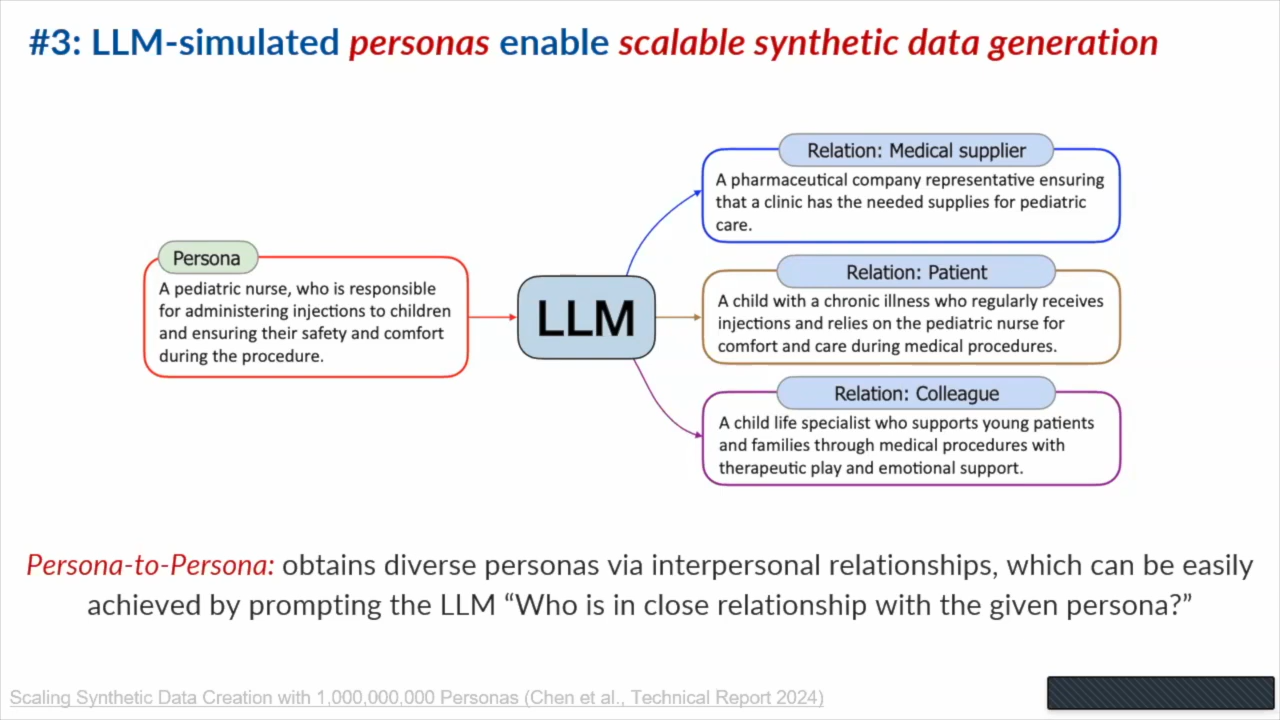 #3: LLM-simulated personas enable scalable synthetic data generation
Persona
A pediatric nurse, who is responsible
for administering injections to children
and ensuring their safety and comfort
during the procedure.
LLM
Relation: Medical supplier
A pharmaceutical company representative ensuring
that a clinic has the needed supplies for pediatric
care.
Relation: Patient
A child with a chronic illness who regularly receives
injections and relies on the pediatric nurse for
comfort and care during medical procedures.
Relation: Colleague
A child life specialist who supports young patients
and families through medical procedures with
therapeutic play and emotional support.
Persona-to-Persona: obtains diverse personas via interpersonal relationships, which can be easily
achieved by prompting the LLM “Who is in close relationship with the given persona?”
Scaling Synthetic Data Creation with 1,000,000,000 Personas (Chen et al., Technical Report 2024)